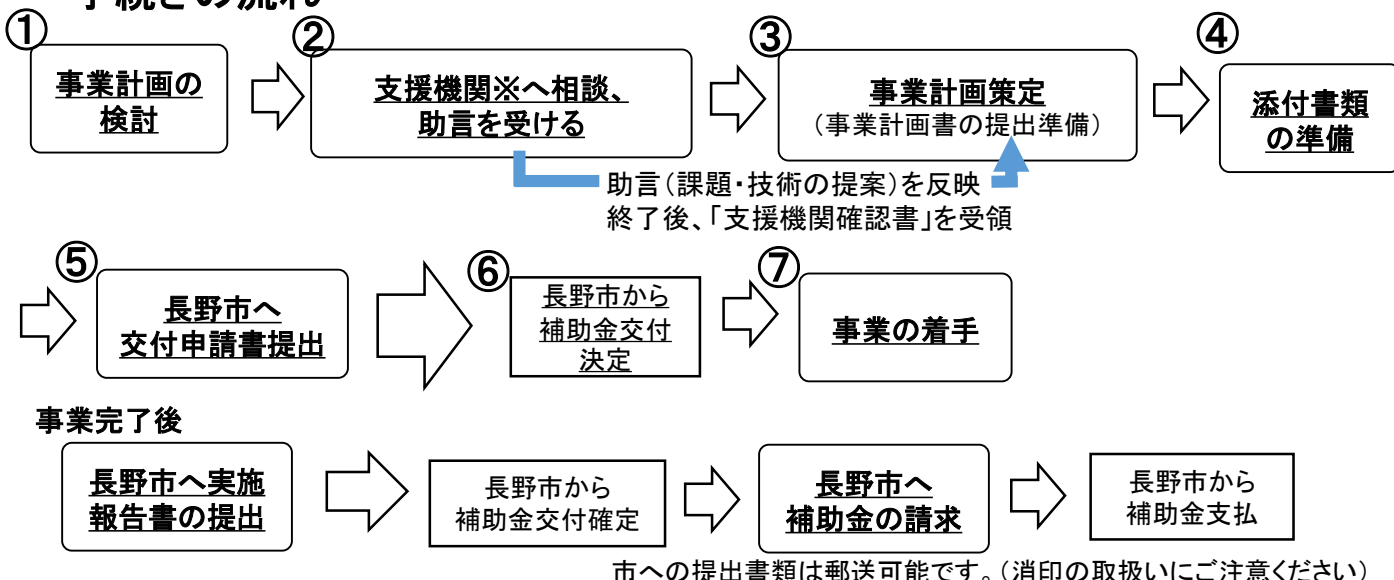 手続きの流れ
①
事業計画の
検討
②
支援機関※へ相談、
助言を受ける
③
事業計画策定
（事業計画書の提出準備）
④
添付書類
の準備
助言（課題・技術の提案）を反映
終了後、「支援機関確認書」を受領
⑤
長野市へ
交付申請書提出
⑥
長野市から
補助金交付
決定
⑦
事業の着手
事業完了後
長野市へ実施
報告書の提出
長野市から
補助金交付確定
長野市へ
補助金の請求
長野市から
補助金支払
市への提出書類は郵送可能です。（消印の取扱いにご注意ください）